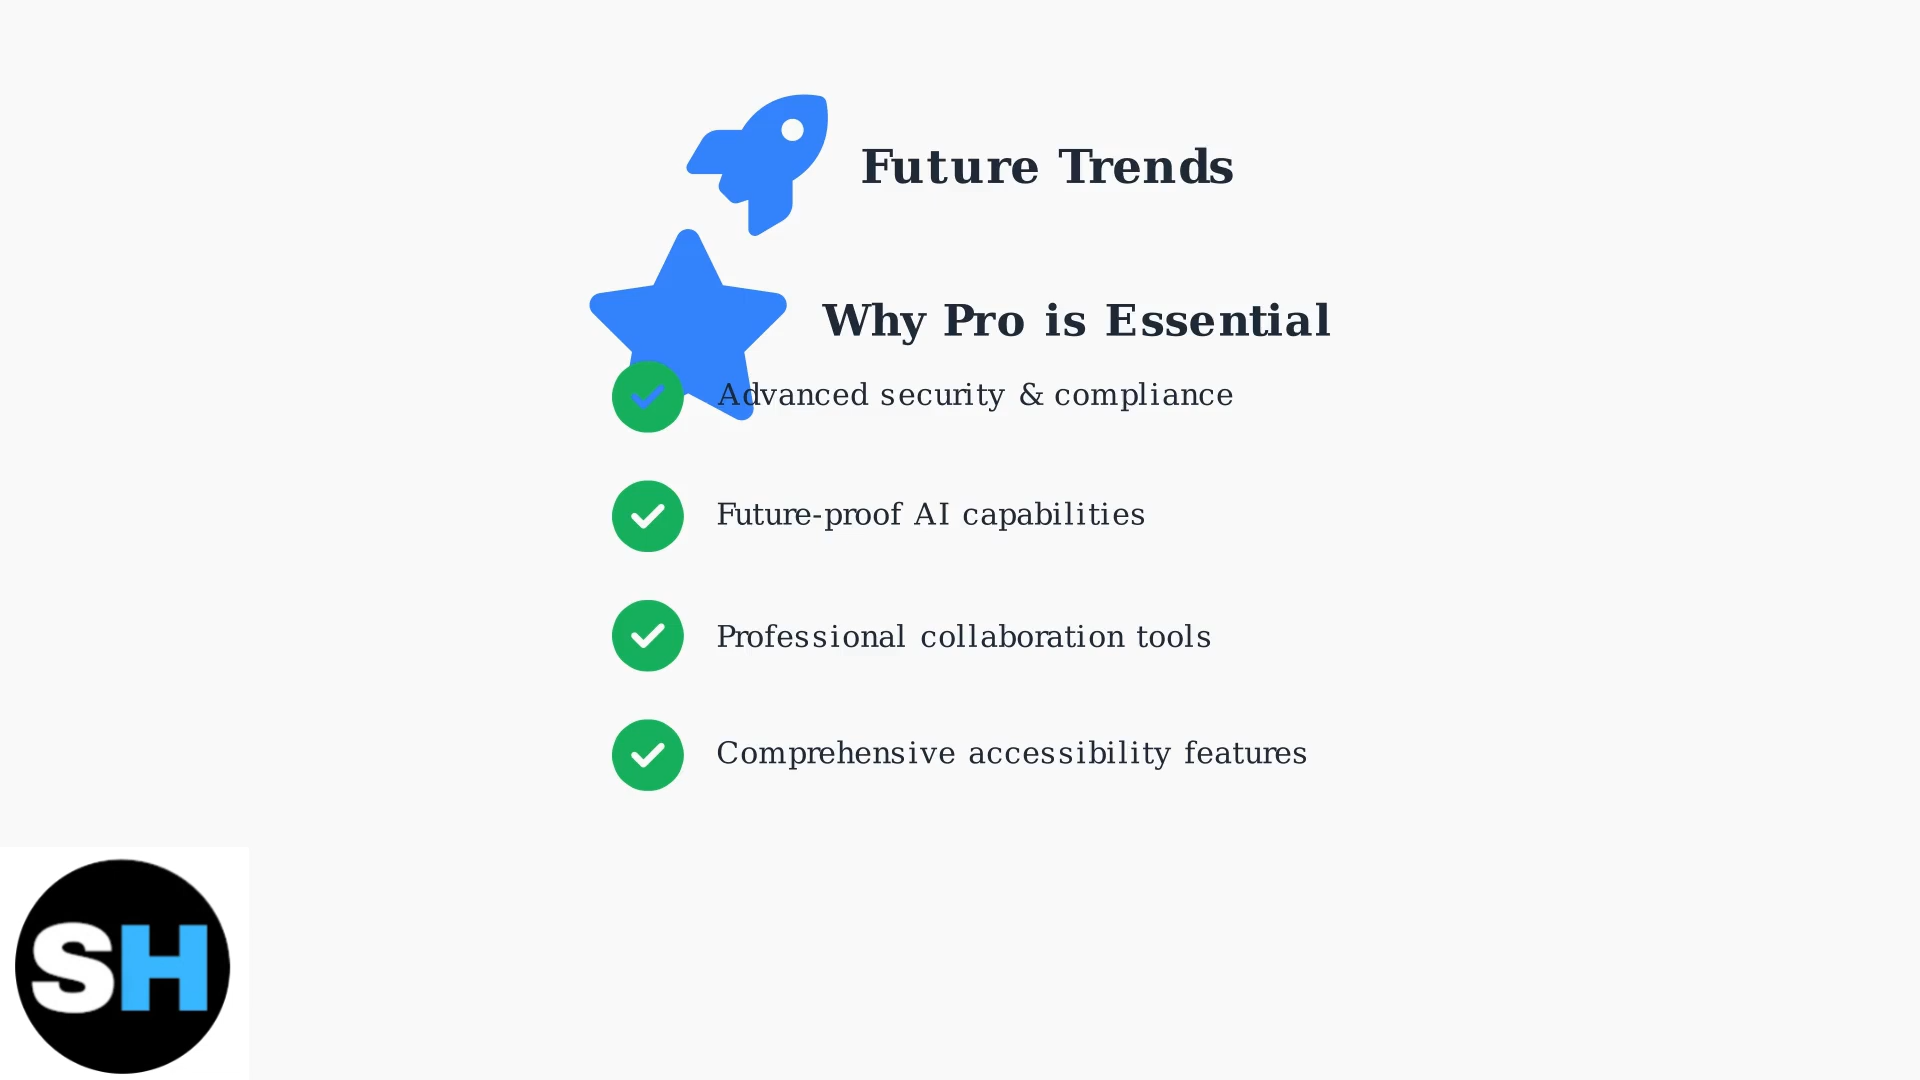 Future Trends
Why Pro is Essential
Advanced security & compliance
Future-proof AI capabilities
Professional collaboration tools
Comprehensive accessibility features
SH